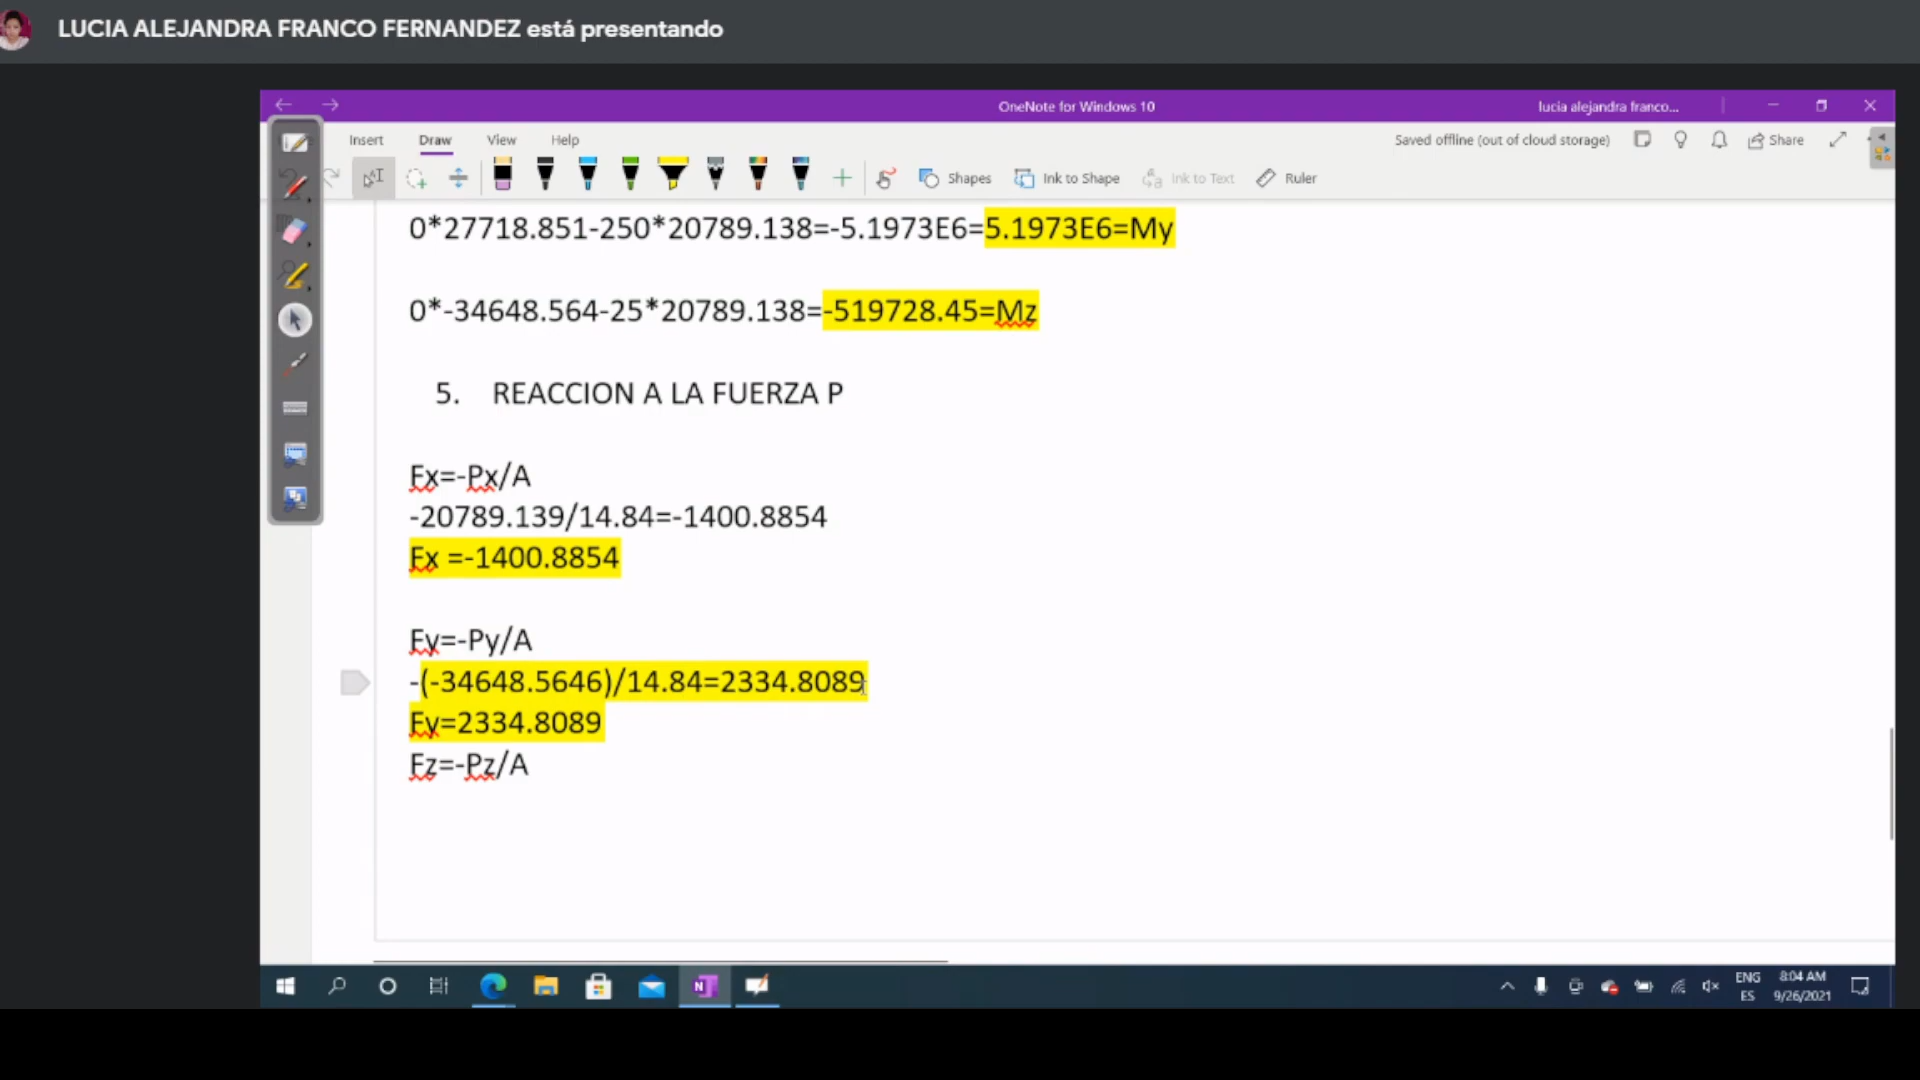 LUCIA ALEJANDRA FRANCO FERNANDEZ está presentando
OneNote for Windows 10
lucia alejandra franco...
Insert Draw View Help
Saved offline (out of cloud storage)
Share
Shapes
Ink to Shape
Ink to Text
Ruler
0*27718.851-250*20789.138=-5.1973E6=5.1973E6=My
0*-34648.564-25*20789.138=-519728.45=Mz
5. REACCION A LA FUERZA P
Fx=-Px/A
-20789.139/14.84=-1400.8854
Fx =-1400.8854
Fy=-Py/A
-(-34648.5646)/14.84=2334.8089
Fy=2334.8089
Fz=-Pz/A
ENG
ES
8:04 AM
9/26/2021